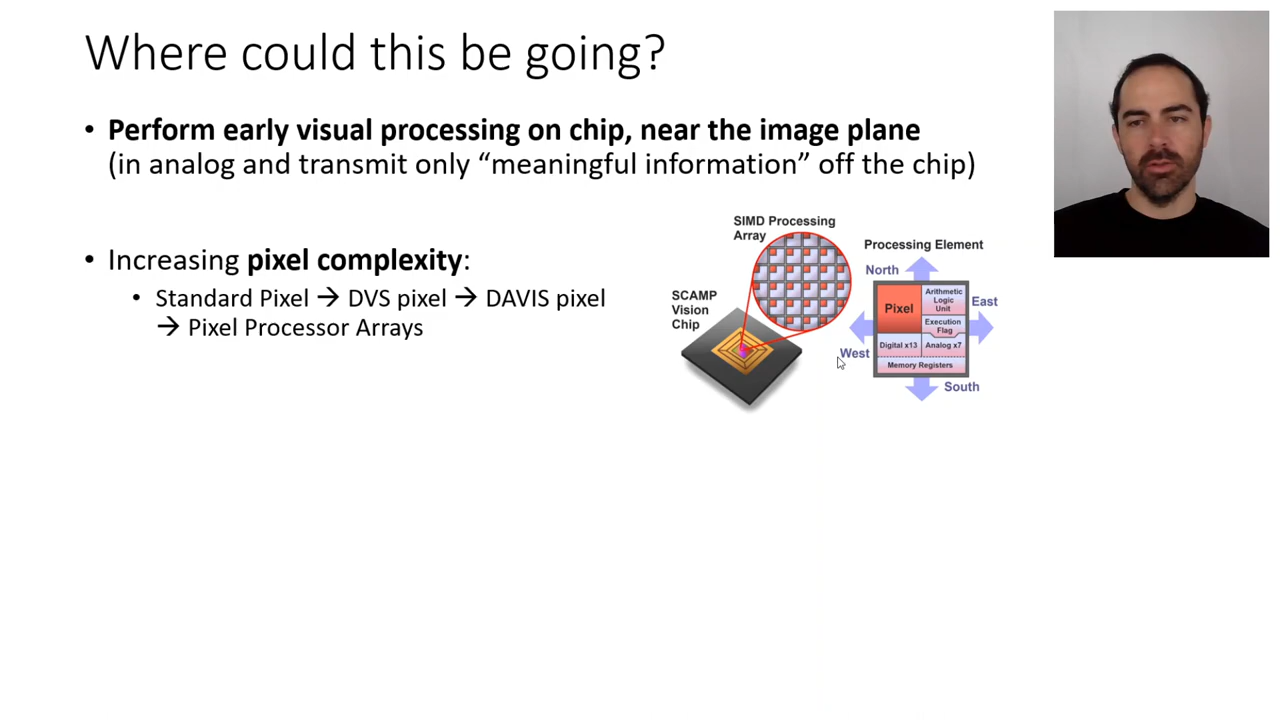 Where could this be going?
• Perform early visual processing on chip, near the image plane
(in analog and transmit only “meaningful information” off the chip)
• Increasing pixel complexity:
• Standard Pixel → DVS pixel → DAVIS pixel
→ Pixel Processor Arrays
SIMD Processing
Array
SCAMP
Vision
Chip
Processing Element
North
East
West
South
Pixel
Arithmetic
Logic
Unit
Execution
Flag
Digital x13
Analog x7
Memory Registers